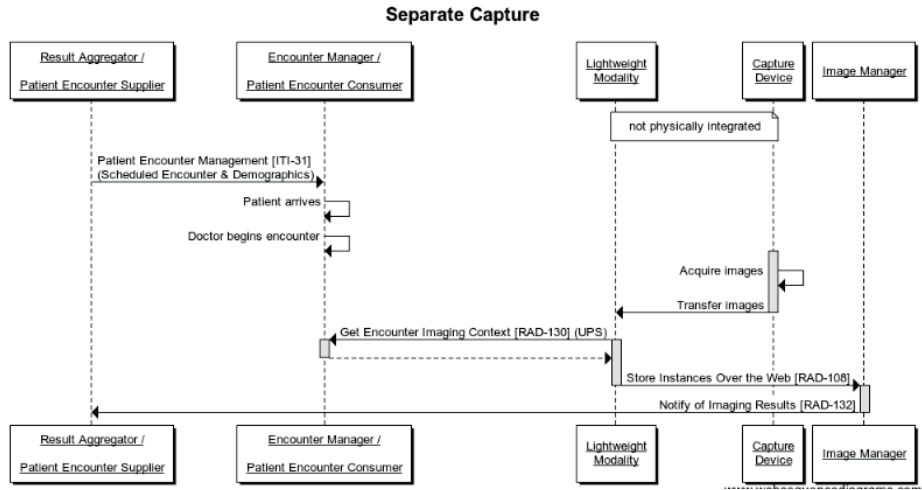 Separate Capture
Result Aggregator /
Patient Encounter Supplier
Encounter Manager /
Patient Encounter Consumer
Lightweight
Modality
Capture
Device
Image Manager
not physically integrated
Patient Encounter Management [ITI-31]
(Scheduled Encounter & Demographics)
Patient arrives
Doctor begins encounter
Acquire images
Transfer images
Get Encounter Imaging Context [RAD-130] (UPS)
Store Instances Over the Web [RAD-108]
Notify of Imaging Results [RAD-132]
Result Aggregator /
Patient Encounter Supplier
Encounter Manager /
Patient Encounter Consumer
Lightweight
Modality
Capture
Device
Image Manager